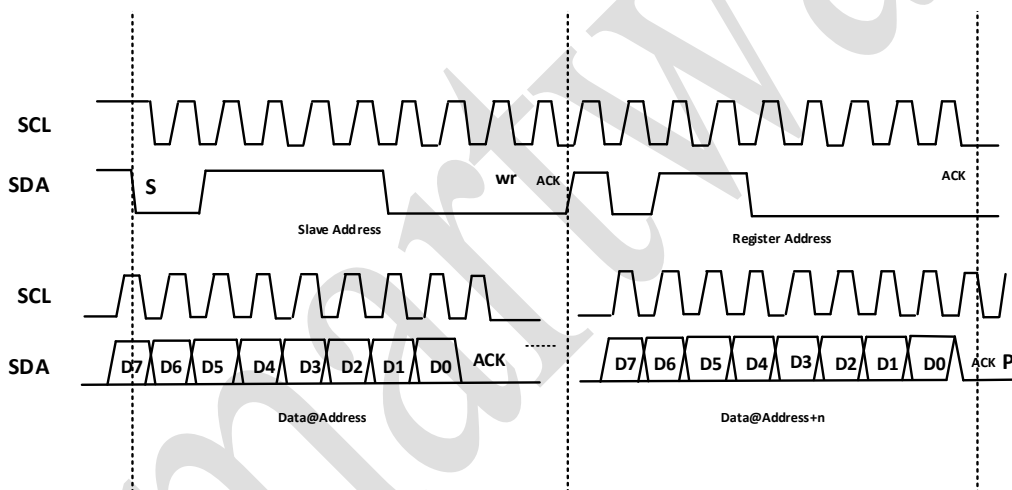 SCL
SDA S wr ACK ACK
Slave Address Register Address
SCL
SDA D7 D6 D5 D4 D3 D2 D1 D0 ACK D7 D6 D5 D4 D3 D2 D1 D0 ACK P
Data@Address Data@Address+n